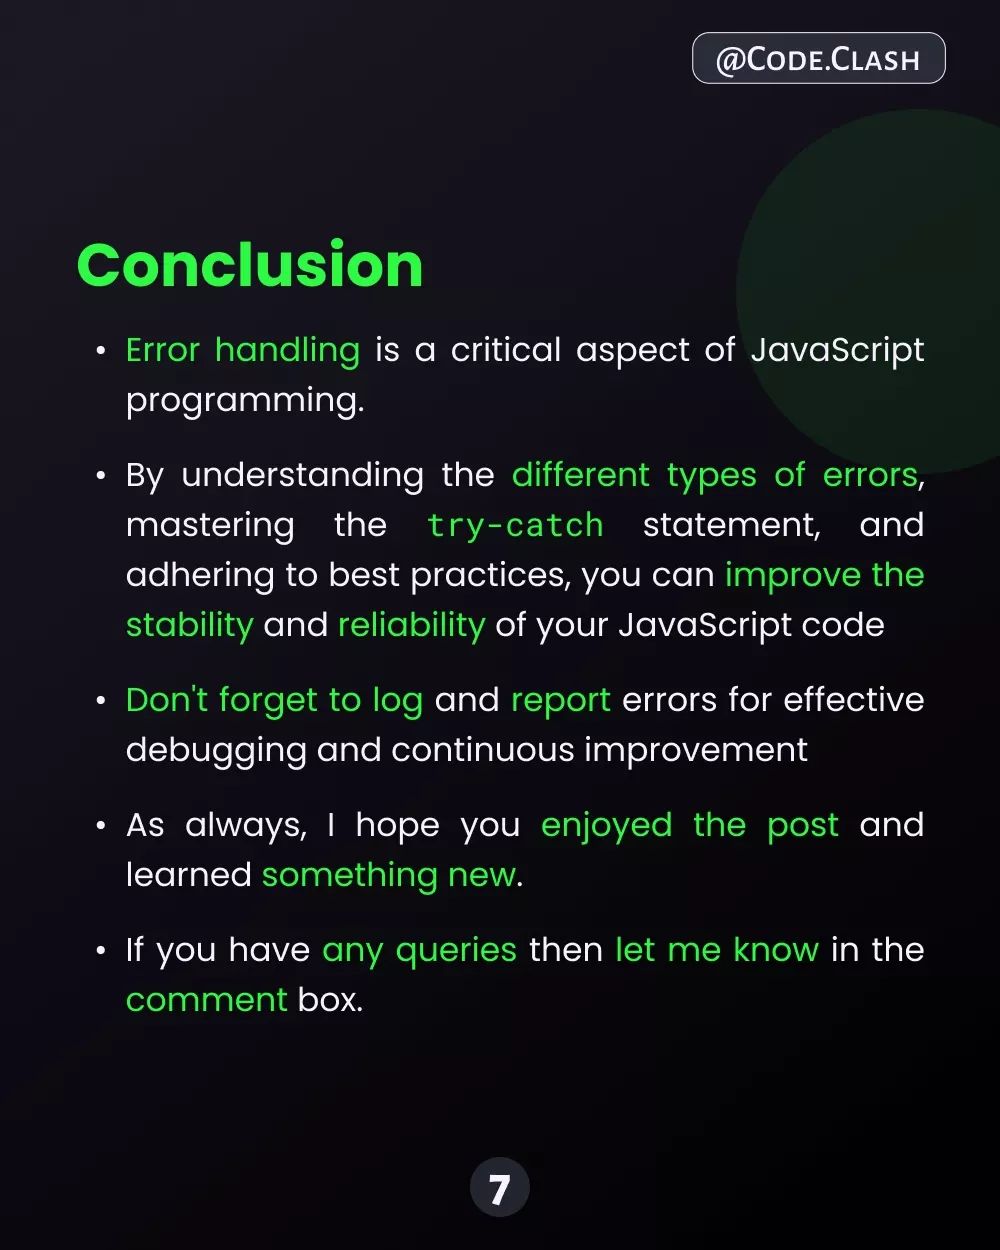 @Code.Clash
Conclusion
• Error handling is a critical aspect of JavaScript
programming.
• By understanding the different types of errors,
mastering the try-catch statement, and
adhering to best practices, you can improve the
stability and reliability of your JavaScript code
• Don't forget to log and report errors for effective
debugging and continuous improvement
• As always, I hope you enjoyed the post and
learned something new.
• If you have any queries then let me know in the
comment box.
7